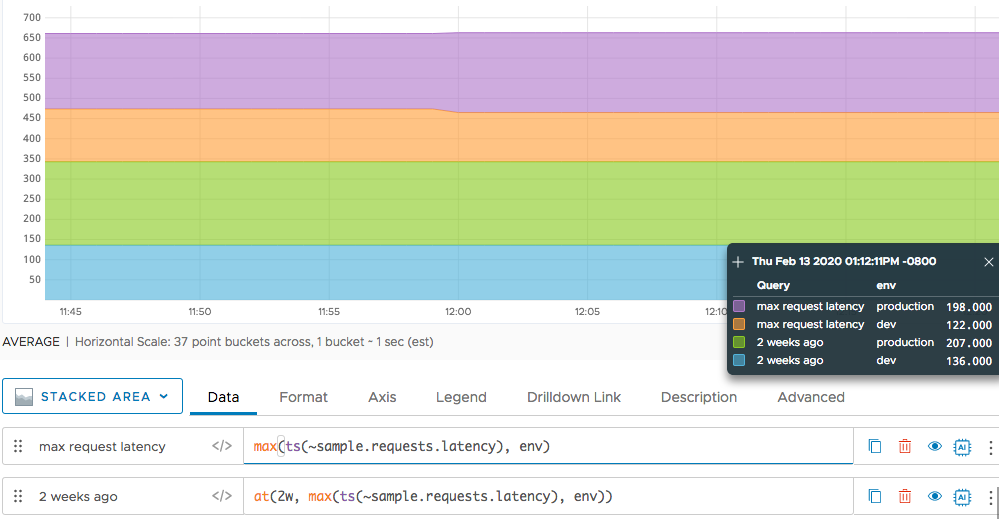 700
650
600
550
500
450
400
350
300
250
200
150
100
50
11:45 11:50 11:55 12:00 12:05 12:10
Thu Feb 13 2020 01:12:11PM -0800
Query env
max request latency production 198.000
max request latency dev 122.000
2 weeks ago production 207.000
2 weeks ago dev 136.000
AVERAGE | Horizontal Scale: 37 point buckets across, 1 bucket ~ 1 sec (est)
STACKED AREA Data Format Axis Legend Drilldown Link Description Advanced
max request latency </> max(ts(~sample.requests.latency), env) AI
2 weeks ago </> at(2w, max(ts(~sample.requests.latency), env)) AI